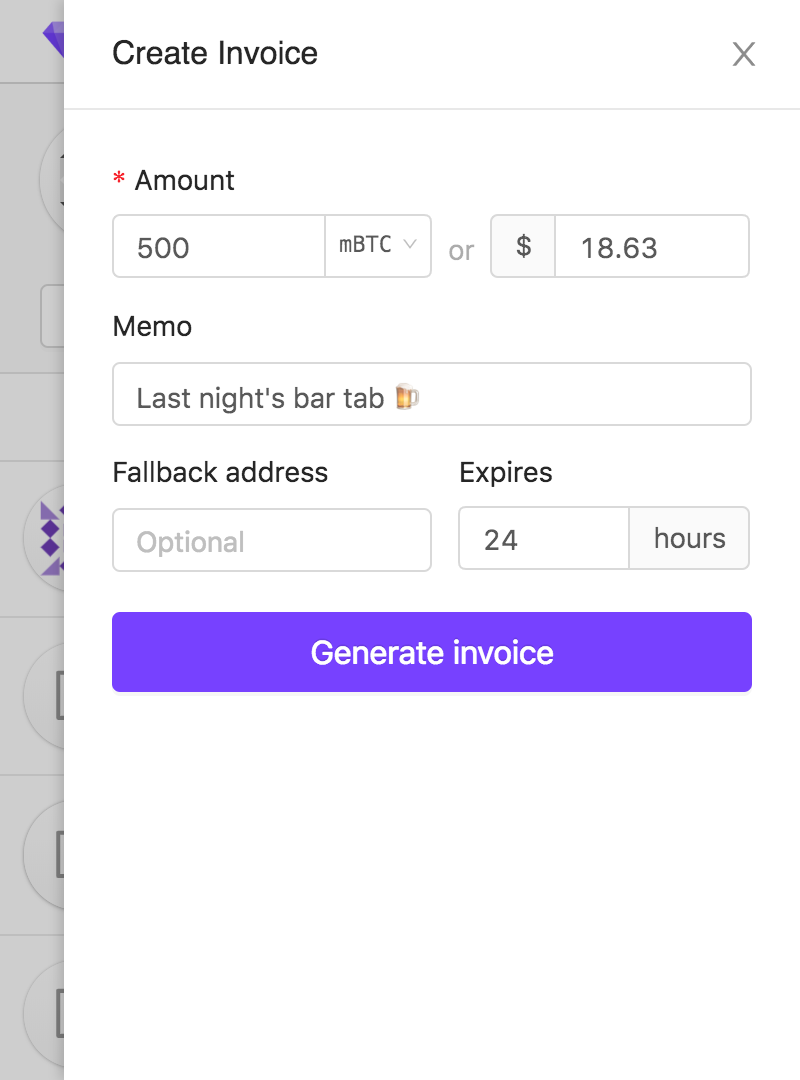 Create Invoice
* Amount
500 mBTC or $ 18.63
Memo
Last night's bar tab 🍺
Fallback address Expires
Optional 24 hours
Generate invoice